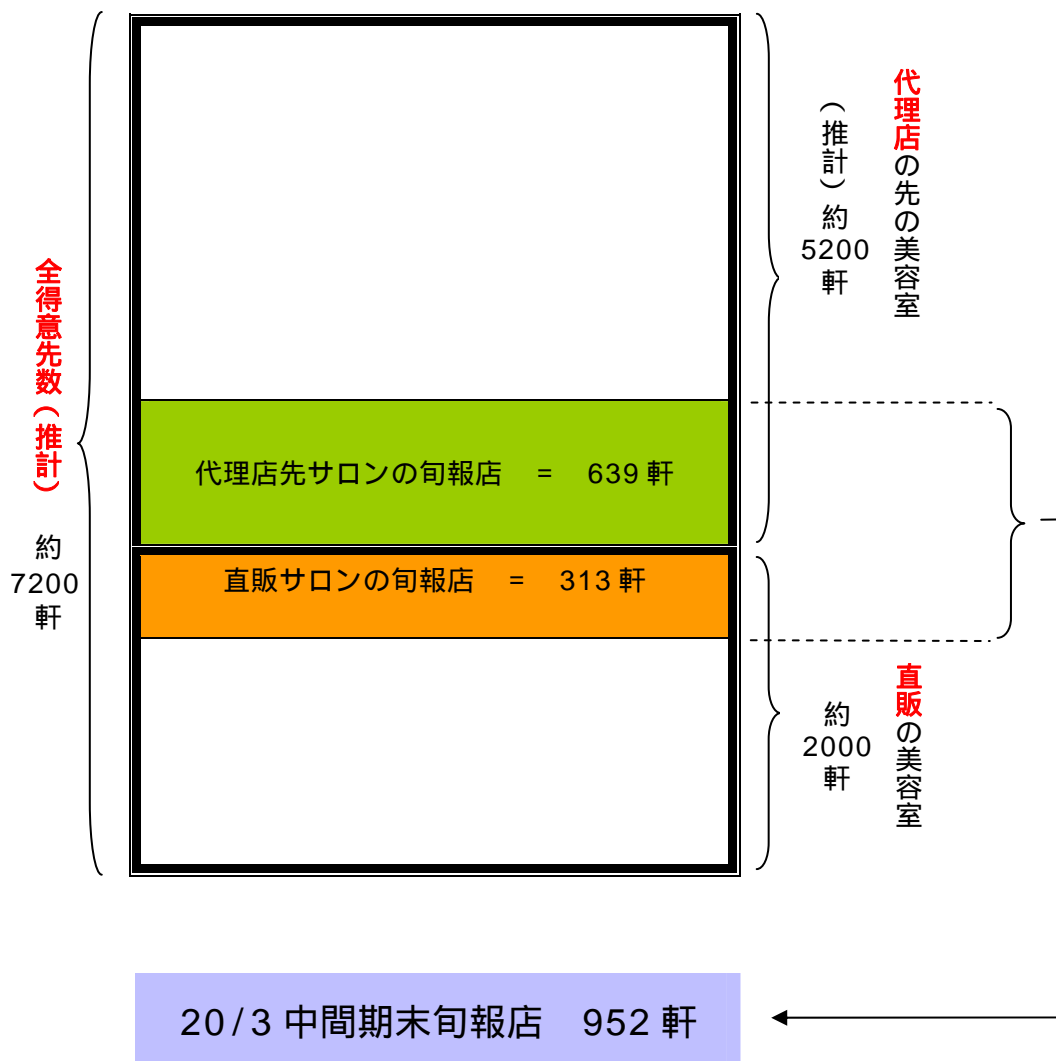 全得意先数(推計)
約
7200
軒
代理店の先の美容室
(推計)約
5200
軒
代理店先サロンの旬報店 = 639 軒
直販サロンの旬報店 = 313 軒
直販の美容室
約
2000
軒
20/3 中間期末旬報店 952 軒